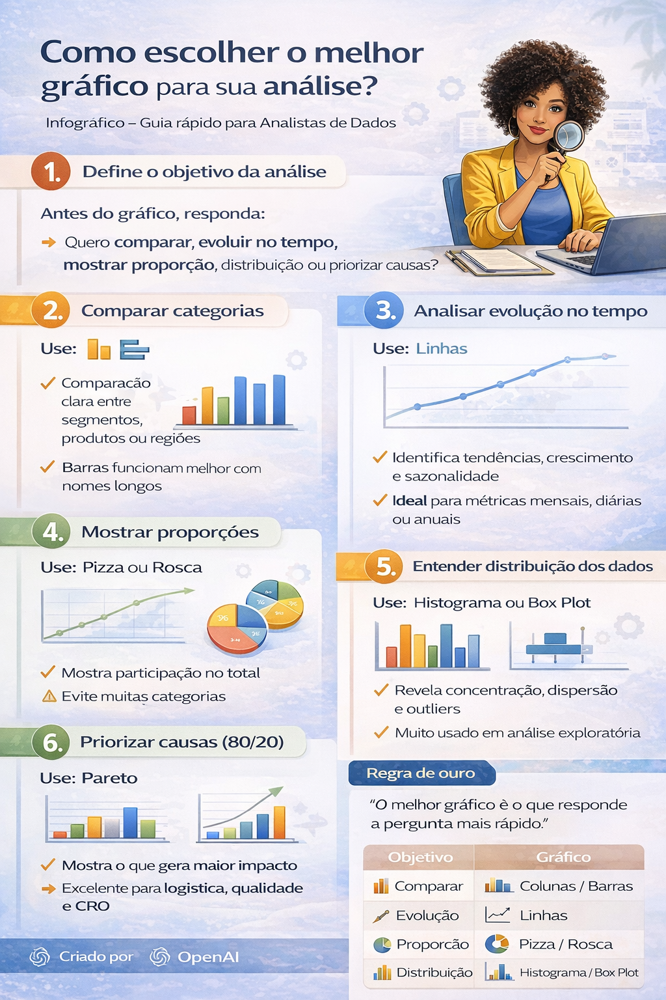 Como escolher o melhor
gráfico para sua análise?
Infográfico – Guia rápido para Analistas de Dados
1. Define o objetivo da análise
Antes do gráfico, responda:
Quero comparar, evoluir no tempo,
mostrar proporção, distribuição ou priorizar causas?
2. Comparar categorias
Use:
Comparacão
clara entre
segmentos,
produtos ou regiões
Barras funcionam melhor com
nomes longos
3. Analisar evolução no tempo
Use: Linhas
Identifica tendências, crescimento
e sazonalidade
Ideal para métricas mensais, diárias
ou anuais
4. Mostrar proporções
Use: Pizza ou Rosca
Mostra participação no total
Evite muitas categorias
5. Entender distribuição dos dados
Use: Histograma ou Box Plot
Revela concentração, dispersão
e outliers
Muito usado em análise exploratória
6. Priorizar causas (80/20)
Use: Pareto
Mostra o que gera maior impacto
Excelente para logistica, qualidade
e CRO
Regra de ouro
“O melhor gráfico è o que responde
a pergunta mais rápido.”
Objetivo Gráfico
Comparar Colunas / Barras
Evolução Linhas
Proporcão Pizza / Rosca
Distribuição Histograma / Box Plot
Criado por OpenAI